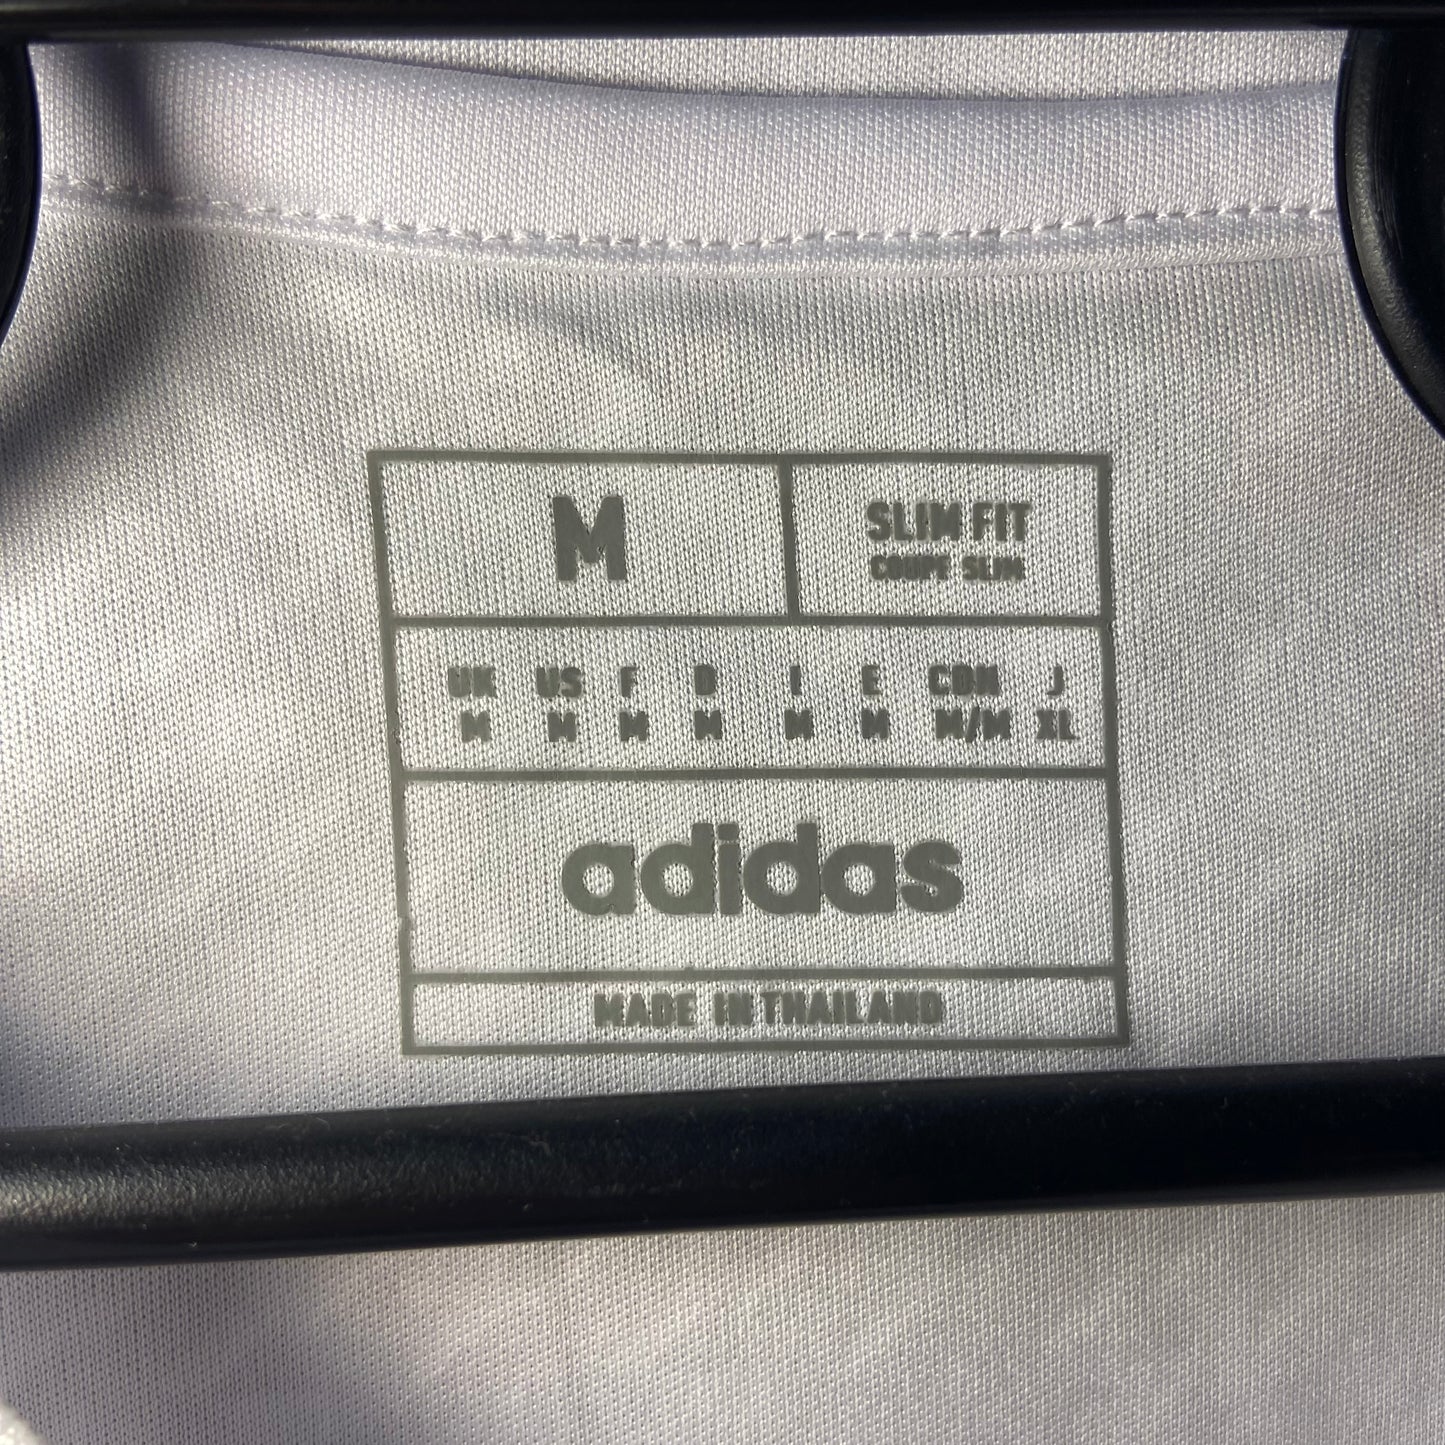 M
SLIM FIT
COUPE SLIM
UK US F D I E CDN J
M M M M M M M/M XL
adidas
MADE IN THAILAND